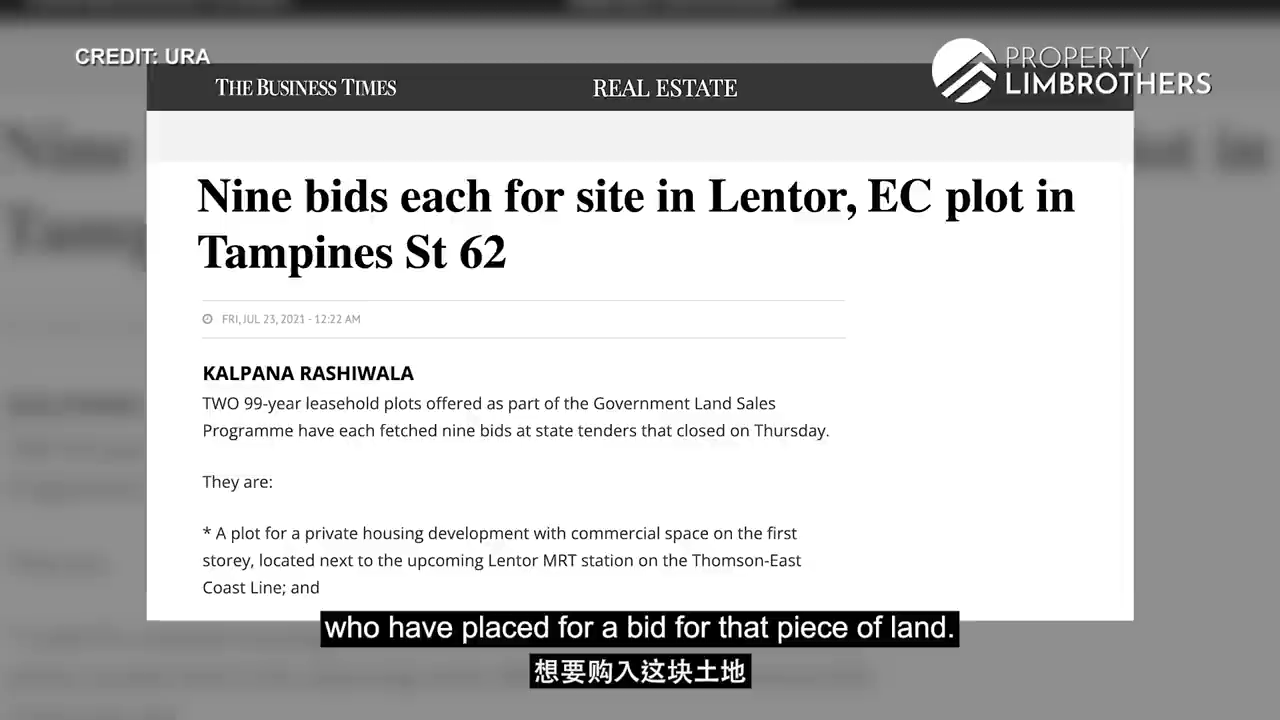 CREDIT: URA
PROPERTY
LIMBROTHERS
THE BUSINESS TIMES
REAL ESTATE
Nine bids each for site in Lentor, EC plot in
Tampines St 62
FRI, JUL 23, 2021 - 12:22 AM
KALPANA RASHIWALA
TWO 99-year leasehold plots offered as part of the Government Land Sales
Programme have each fetched nine bids at state tenders that closed on Thursday.
They are:
* A plot for a private housing development with commercial space on the first
storey, located next to the upcoming Lentor MRT station on the Thomson-East
Coast Line; and
who have placed for a bid for that piece of land.
想要购入这块土地